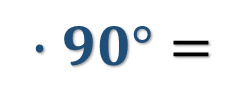 · 90° =